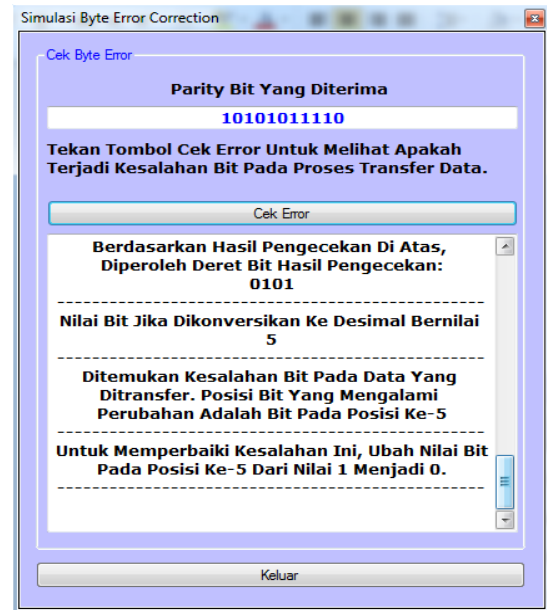 Simulasi Byte Error Correction
Cek Byte Error
Parity Bit Yang Diterima
10101011110
Tekan Tombol Cek Error Untuk Melihat Apakah
Terjadi Kesalahan Bit Pada Proses Transfer Data.
Cek Error
Berdasarkan Hasil Pengecekan Di Atas,
Diperoleh Deret Bit Hasil Pengecekan:
0101
--------------------------------------------------
Nilai Bit Jika Dikonversikan Ke Desimal Bernilai
5
--------------------------------------------------
Ditemukan Kesalahan Bit Pada Data Yang
Ditransfer. Posisi Bit Yang Mengalami
Perubahan Adalah Bit Pada Posisi Ke-5
--------------------------------------------------
Untuk Memperbaiki Kesalahan Ini, Ubah Nilai Bit
Pada Posisi Ke-5 Dari Nilai 1 Menjadi 0.
--------------------------------------------------
Keluar